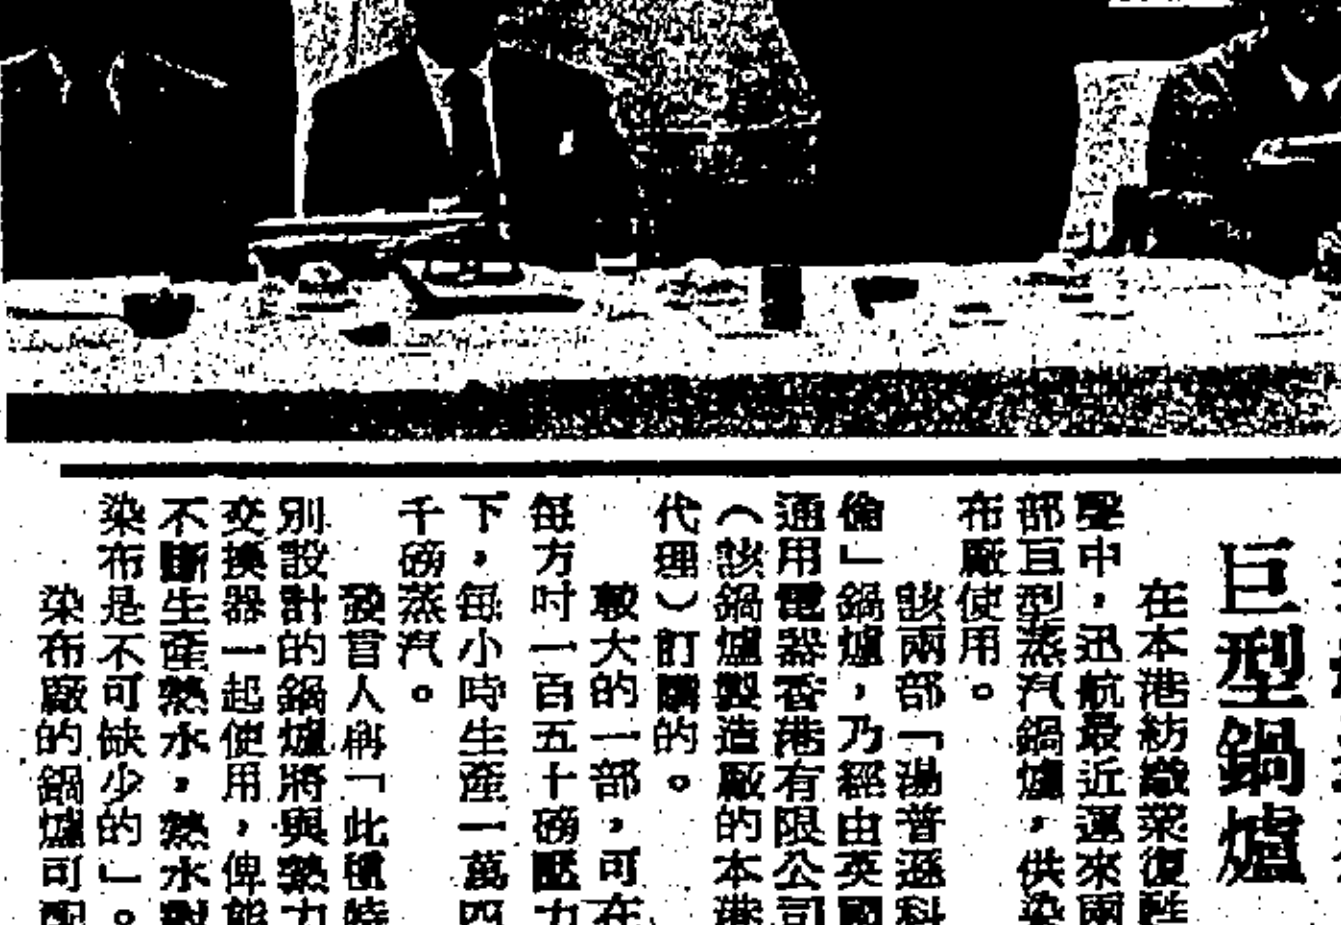 巨型鍋爐
在本港紡織業復甦
聲中，迅航最近運來兩
部巨型蒸汽鍋爐，供染
布廠使用。
該兩部「湯普遜科
倫」鍋爐，乃經由英國
通用電器香港有限公司
（該鍋爐製造廠的本港
代理）訂購的。
較大的一部，可在
每方吋一百五十磅壓力
下，每小時生產一萬四
千磅蒸汽。
發言人稱「此種特
別設計的鍋爐將與熱力
交換器一起使用，俾能
不斷生產熱水，熱水對
染布是不可缺少的」。
染布廠的鍋爐可配